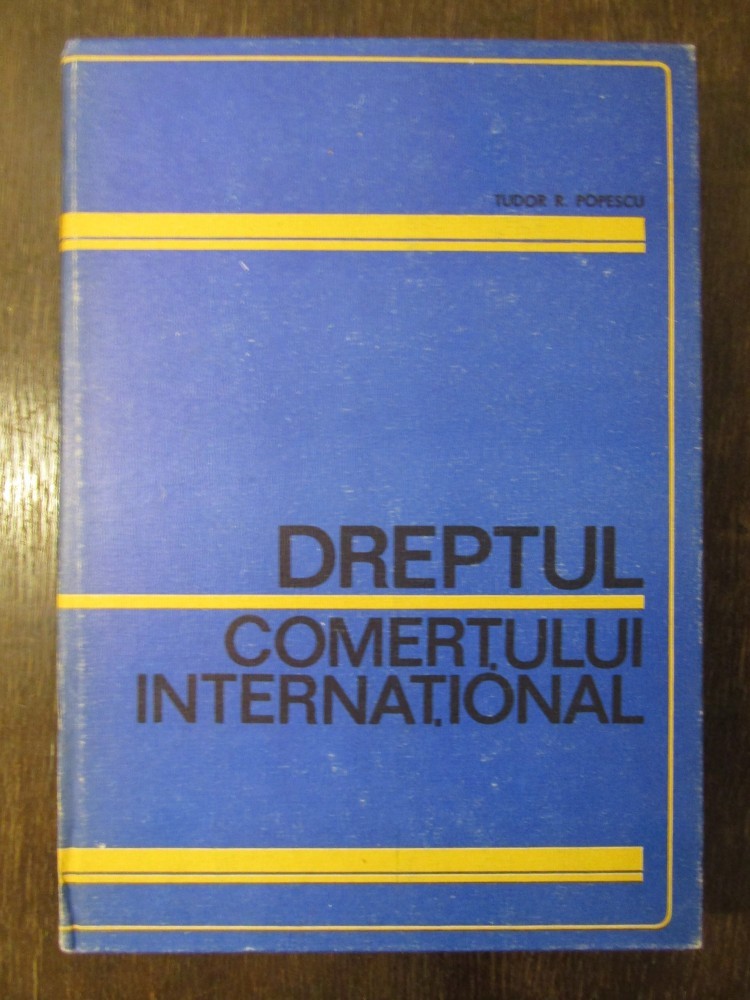 TUDOR R. POPESCU
DREPTUL
COMERȚULUI
INTERNAȚIONAL